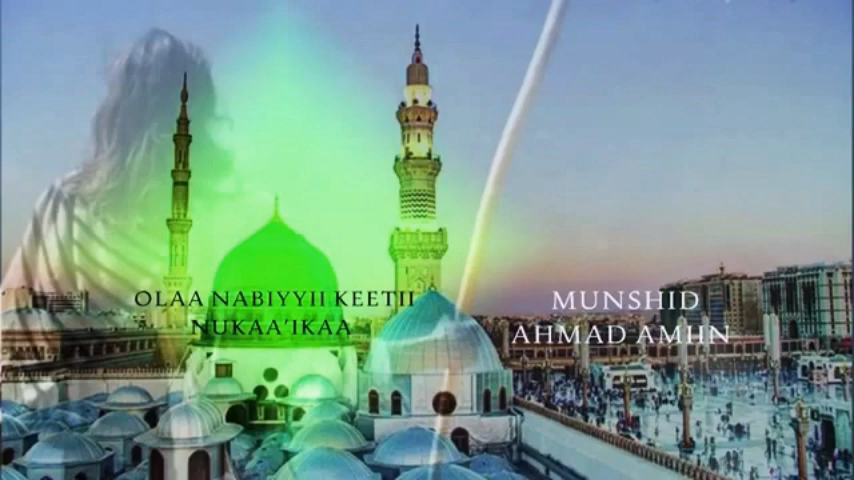 OLAA NABIYYII KEETII
NUKAA'IKAA
MUNSHID
AHMAD AMIIN